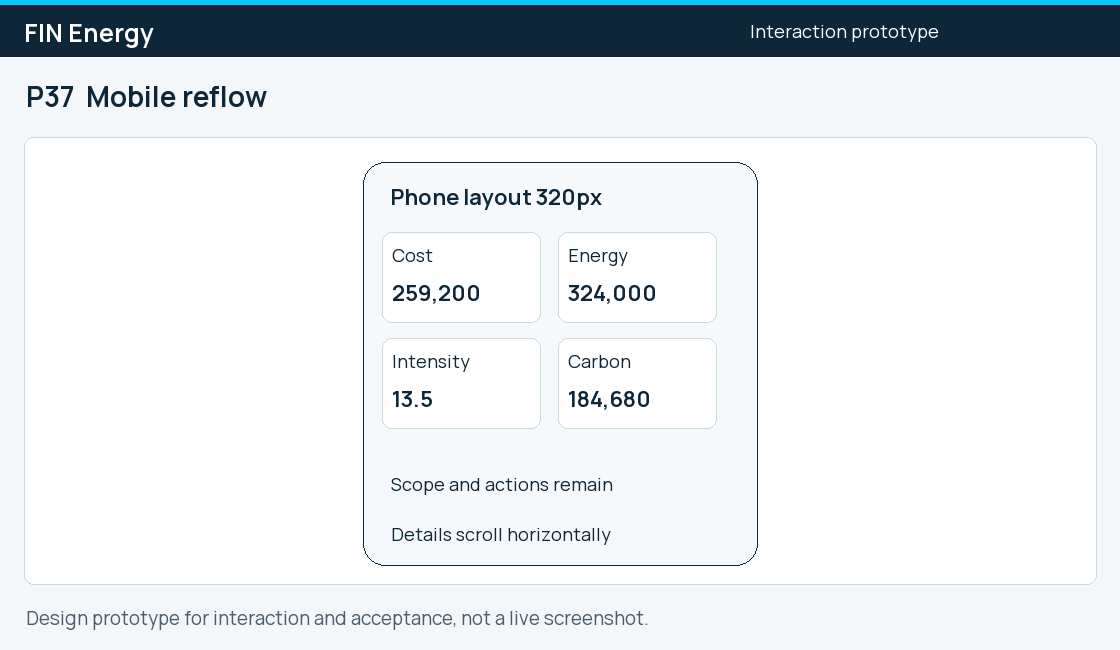 FIN Energy
Interaction prototype
P37 Mobile reflow
Phone layout 320px
Cost
259,200
Energy
324,000
Intensity
13.5
Carbon
184,680
Scope and actions remain
Details scroll horizontally
Design prototype for interaction and acceptance, not a live screenshot.